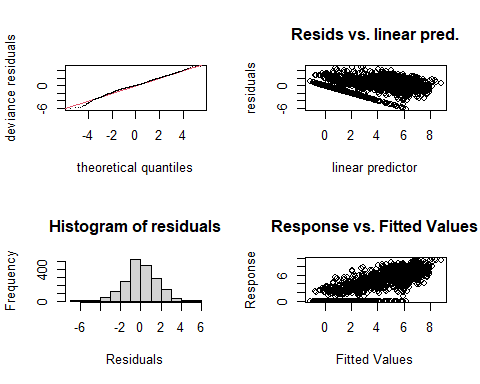 deviance residuals
0
-6
-4 -2 0 2 4
theoretical quantiles
Resids vs. linear pred.
residuals
0
-6
0 2 4 6 8
linear predictor
Histogram of residuals
Frequency
400
0
-6 -2 0 2 4 6
Residuals
Response vs. Fitted Values
Response
6
0
0 2 4 6 8
Fitted Values